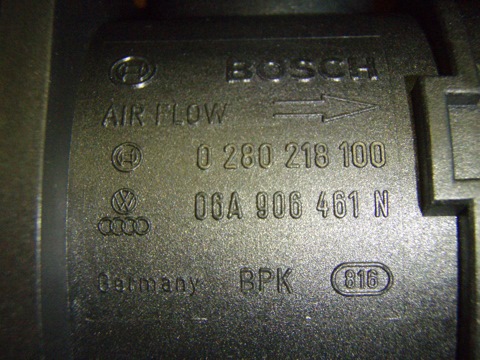 BOSCH
AIR FLOW
0 280 218 100
06A 906 461 N
Germany BPK 816